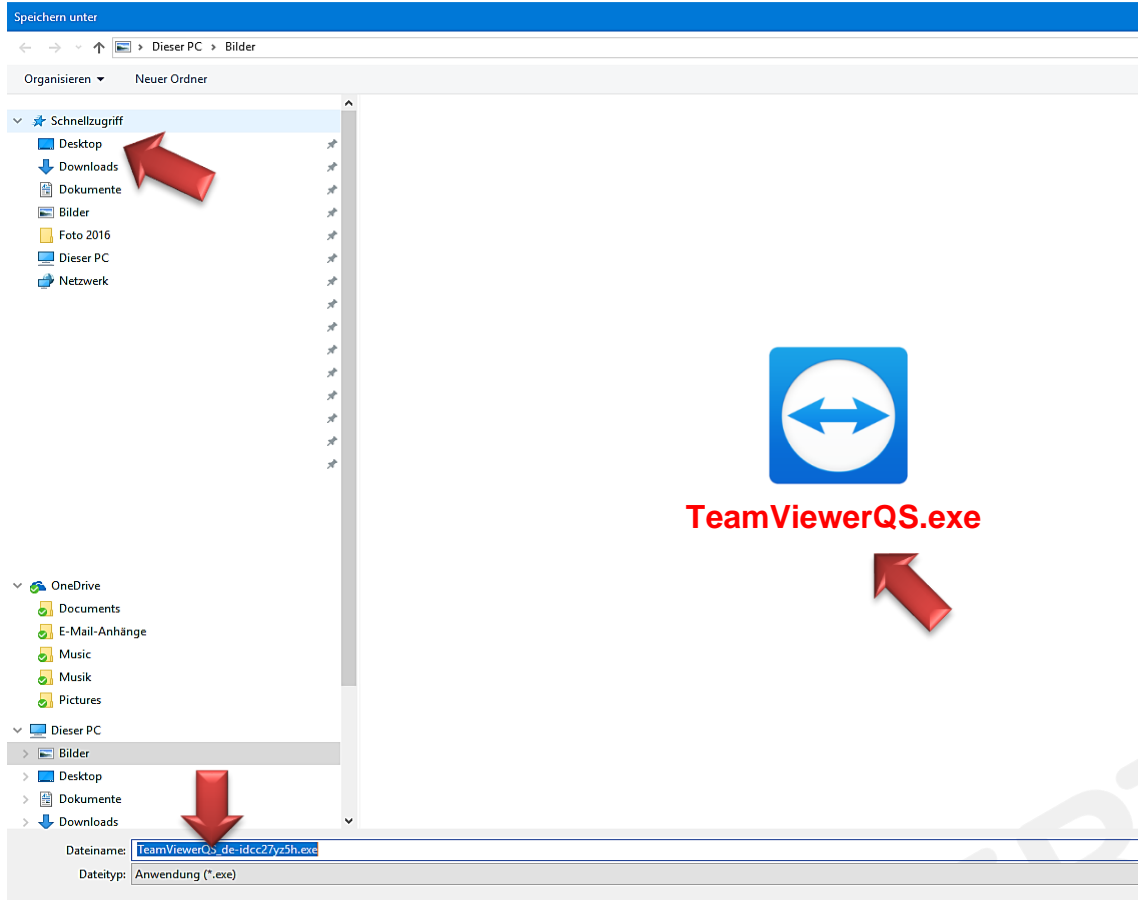 Speichern unter
Dieser PC > Bilder
Organisieren Neuer Ordner
Schnellzugriff
Desktop
Downloads
Dokumente
Bilder
Foto 2016
Dieser PC
Netzwerk
TeamViewerQS.exe
OneDrive
Documents
E-Mail-Anhänge
Music
Musik
Pictures
Dieser PC
Bilder
Desktop
Dokumente
Downloads
Dateiname: TeamViewerQS_de-idcc27yz5h.exe
Dateityp: Anwendung (*.exe)